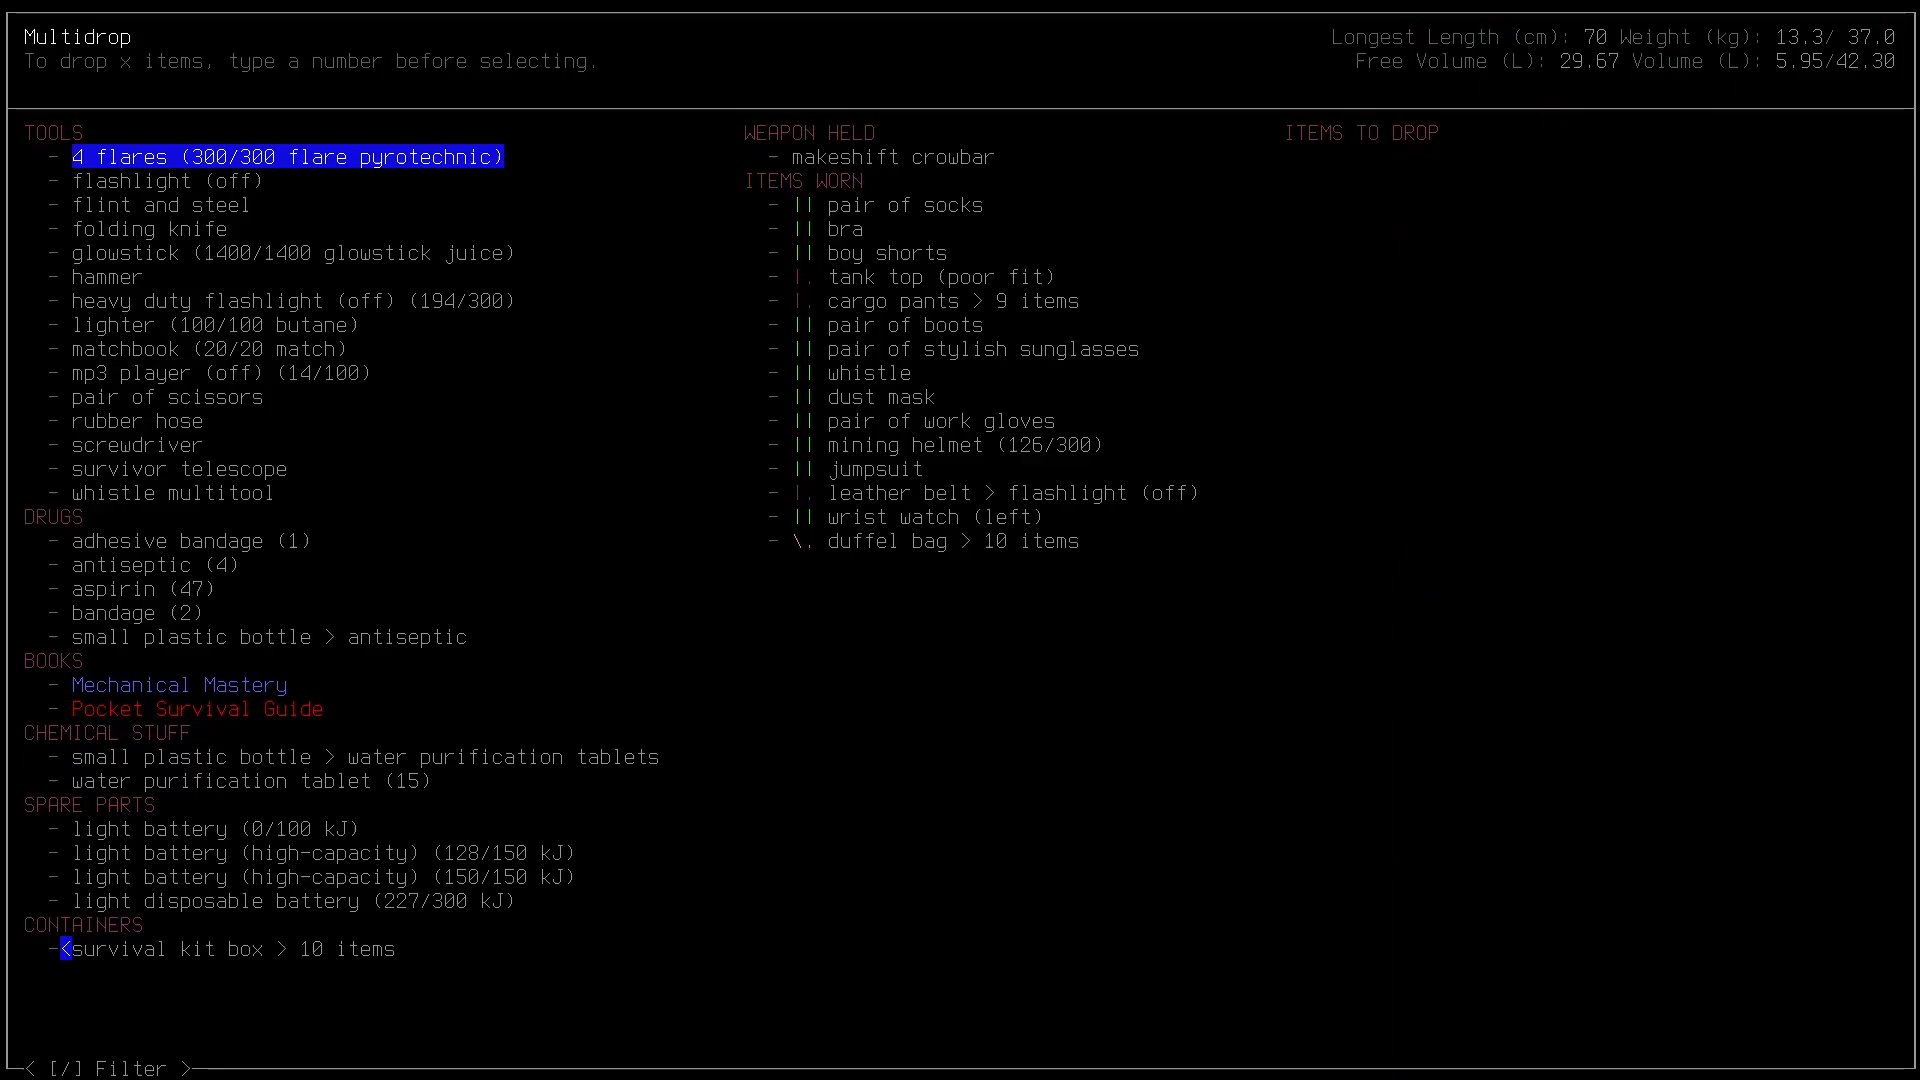 Multidrop
To drop x items, type a number before selecting.
Longest Length (cm): 70 Weight (kg): 13.3/ 37.0
Free Volume (L): 29.67 Volume (L): 5.95/42.30
TOOLS
- 4 flares (300/300 flare pyrotechnic)
- flashlight (off)
- flint and steel
- folding knife
- glowstick (1400/1400 glowstick juice)
- hammer
- heavy duty flashlight (off) (194/300)
- lighter (100/100 butane)
- matchbook (20/20 match)
- mp3 player (off) (14/100)
- pair of scissors
- rubber hose
- screwdriver
- survivor telescope
- whistle multitool
DRUGS
- adhesive bandage (1)
- antiseptic (4)
- aspirin (47)
- bandage (2)
- small plastic bottle > antiseptic
BOOKS
- Mechanical Mastery
- Pocket Survival Guide
CHEMICAL STUFF
- small plastic bottle > water purification tablets
- water purification tablet (15)
SPARE PARTS
- light battery (0/100 kJ)
- light battery (high-capacity) (128/150 kJ)
- light battery (high-capacity) (150/150 kJ)
- light disposable battery (227/300 kJ)
CONTAINERS
-<survival kit box > 10 items
WEAPON HELD
- makeshift crowbar
ITEMS WORN
- || pair of socks
- || bra
- || boy shorts
- |. tank top (poor fit)
- |. cargo pants > 9 items
- || pair of boots
- || pair of stylish sunglasses
- || whistle
- || dust mask
- || pair of work gloves
- || mining helmet (126/300)
- || jumpsuit
- |. leather belt > flashlight (off)
- || wrist watch (left)
- \. duffel bag > 10 items
ITEMS TO DROP
< [/] Filter >